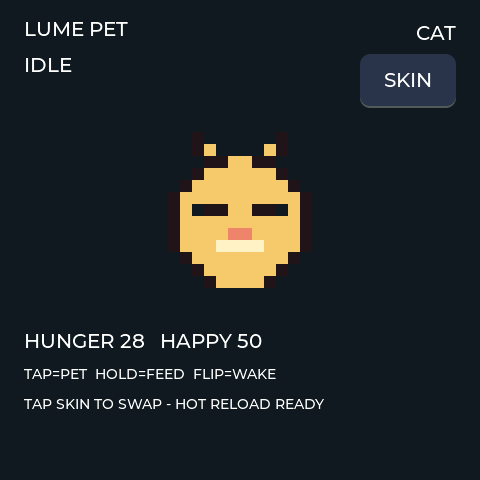 LUME PET
CAT
IDLE
SKIN
HUNGER 28 HAPPY 50
TAP=PET HOLD=FEED FLIP=WAKE
TAP SKIN TO SWAP - HOT RELOAD READY